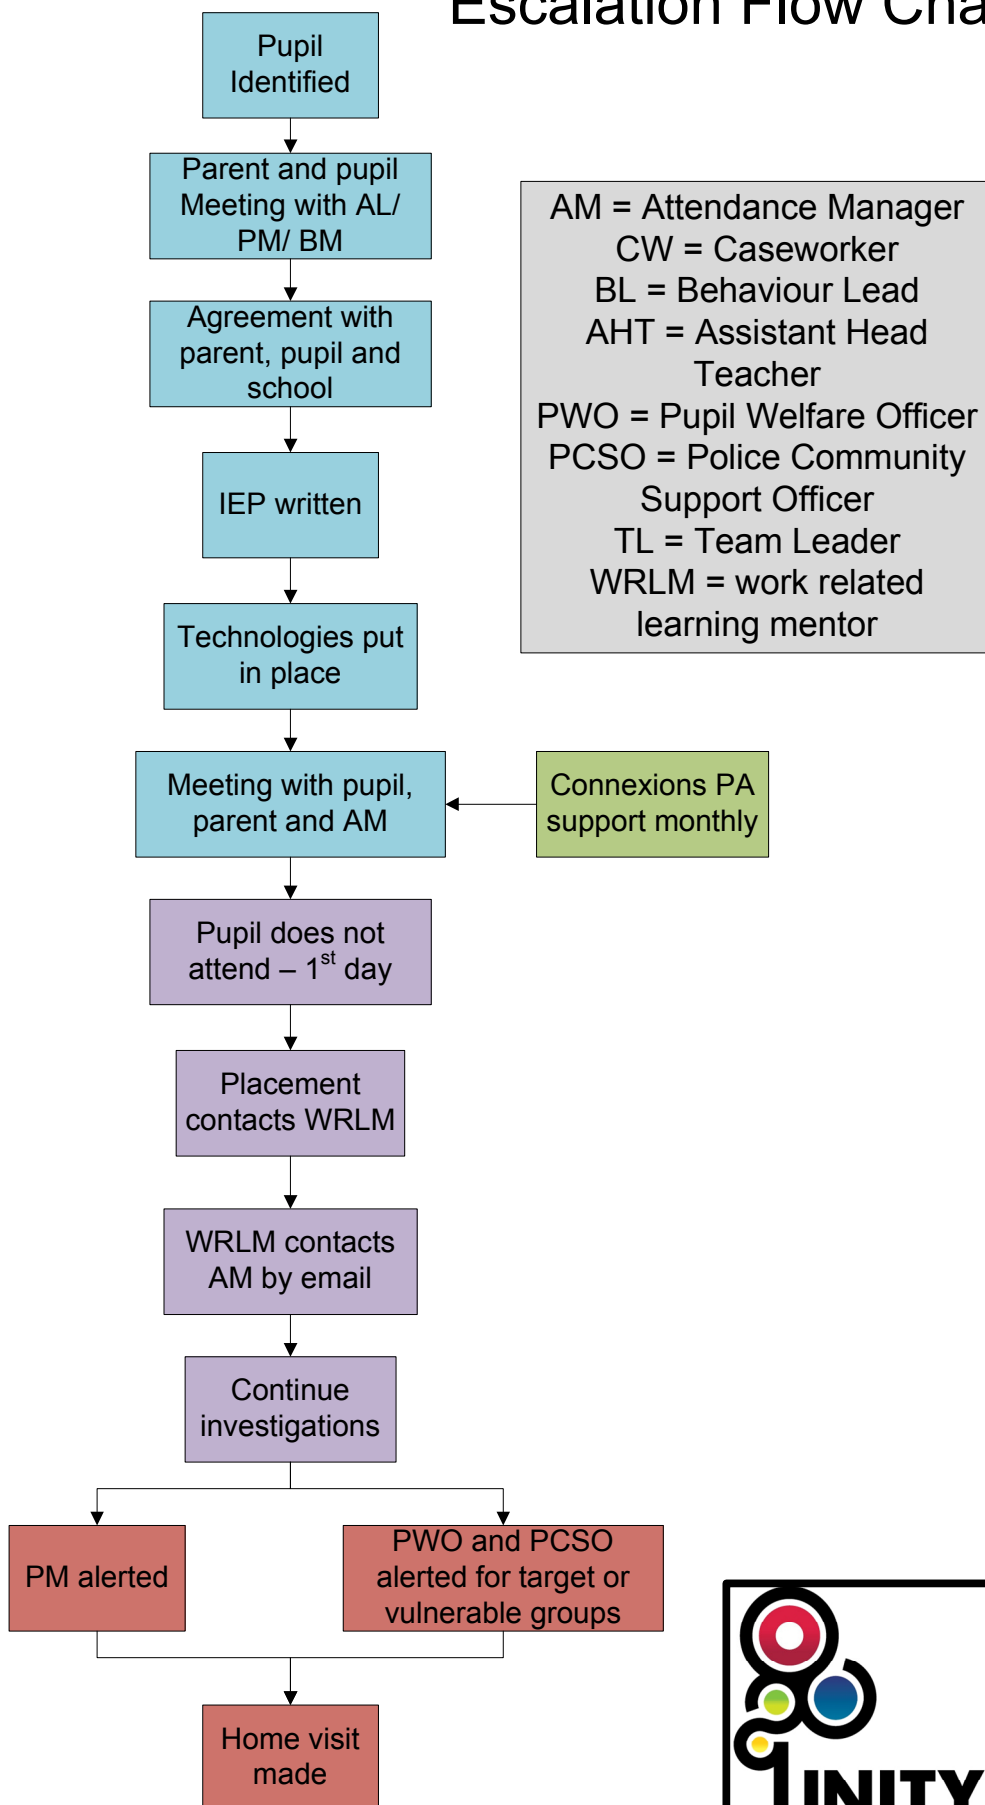 Escalation Flow Cha
Pupil
Identified
Parent and pupil
Meeting with AL/
PM/ BM
Agreement with
parent, pupil and
school
IEP written
Technologies put
in place
Meeting with pupil,
parent and AM
Connexions PA
support monthly
Pupil does not
attend – 1st day
Placement
contacts WRLM
WRLM contacts
AM by email
Continue
investigations
PM alerted
PWO and PCSO
alerted for target or
vulnerable groups
Home visit
made
AM = Attendance Manager
CW = Caseworker
BL = Behaviour Lead
AHT = Assistant Head
Teacher
PWO = Pupil Welfare Officer
PCSO = Police Community
Support Officer
TL = Team Leader
WRLM = work related
learning mentor
UNITY